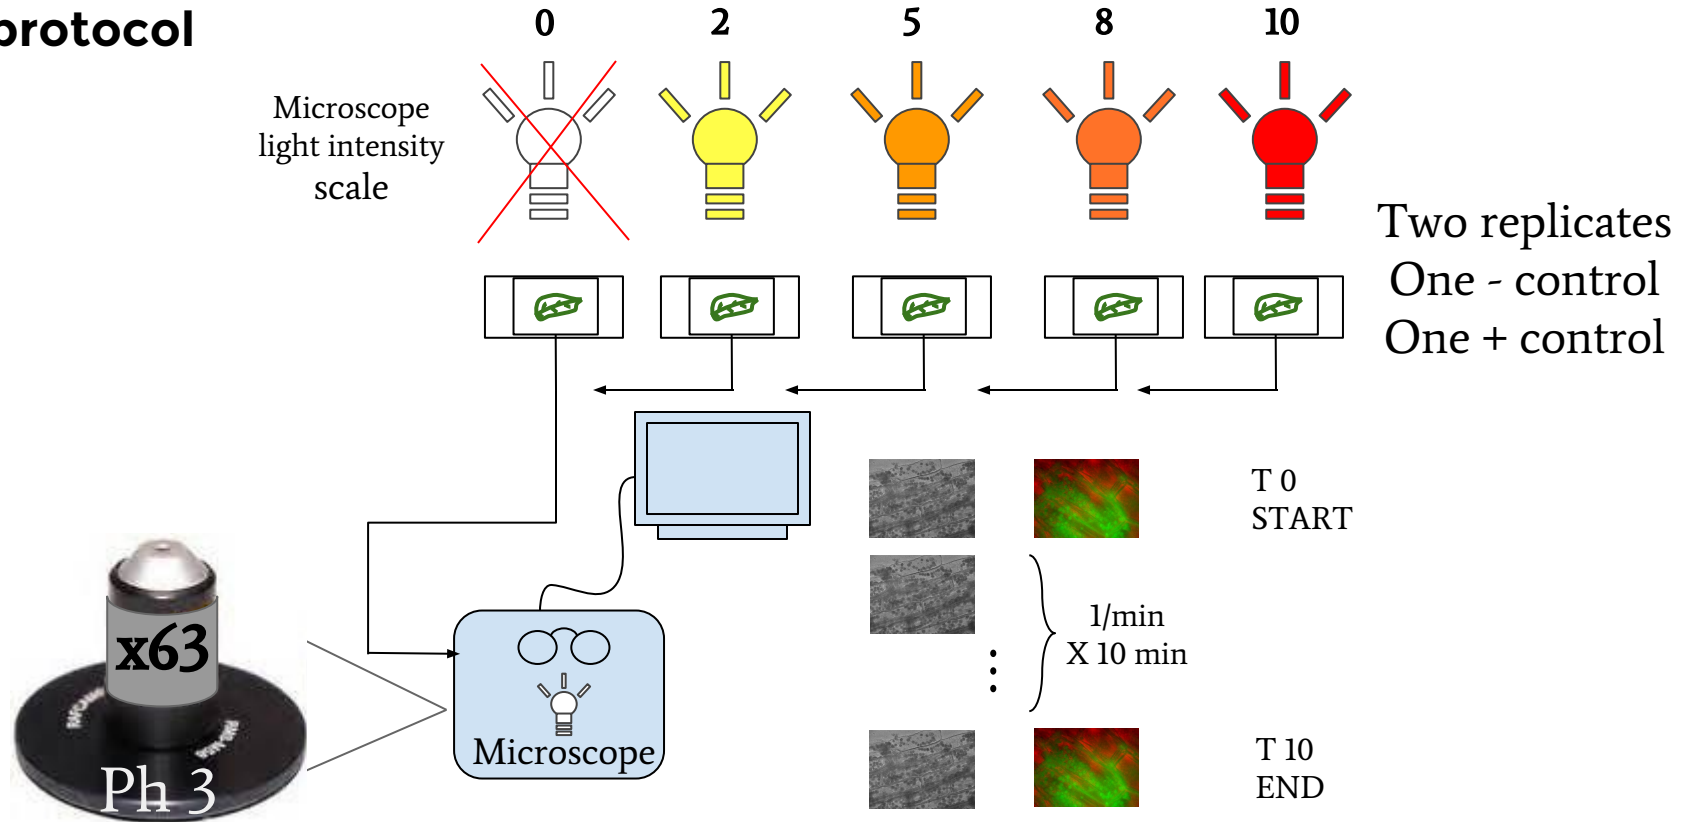 protocol
0 2 5 8 10
Microscope
light intensity
scale
Two replicates
One - control
One + control
T 0
START
1/min
X 10 min
x63
Ph 3
Microscope
T 10
END